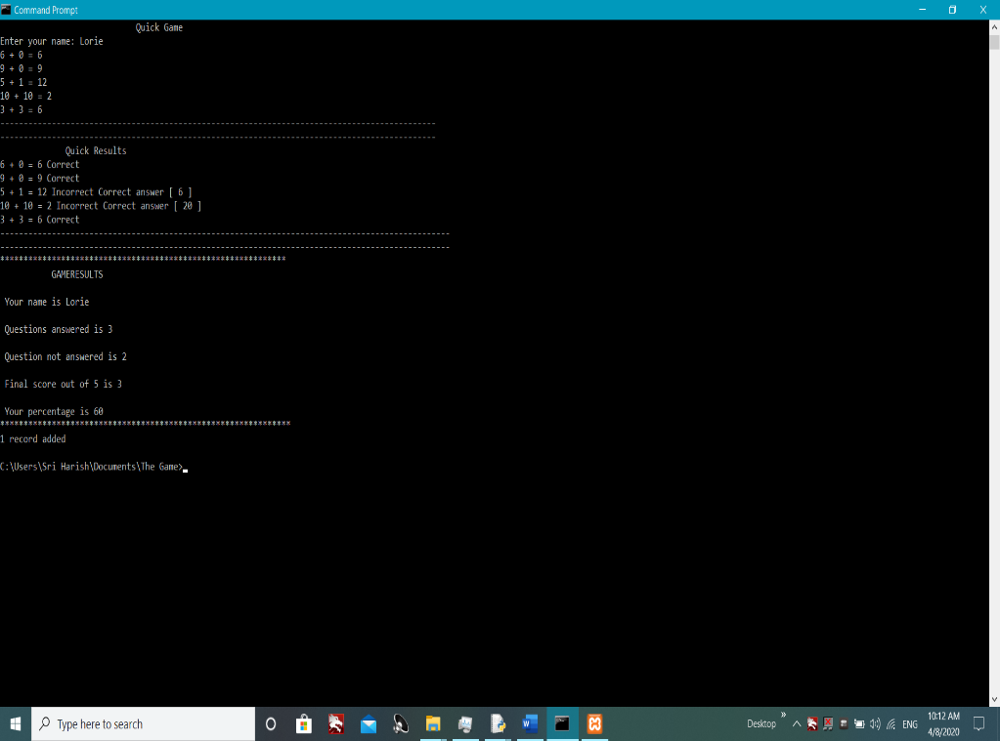 Command Prompt
Quick Game
Enter your name: Lorie
6 + 0 = 6
9 + 0 = 9
5 + 1 = 12
10 + 10 = 2
3 + 3 = 6
--------------------------------------------------------------------------------------------
--------------------------------------------------------------------------------------------
Quick Results
6 + 0 = 6 Correct
9 + 0 = 9 Correct
5 + 1 = 12 Incorrect Correct answer [ 6 ]
10 + 10 = 2 Incorrect Correct answer [ 20 ]
3 + 3 = 6 Correct
-----------------------------------------------------------------------------------------------
-----------------------------------------------------------------------------------------------
*************************************************************
GAMERESULTS
Your name is Lorie
Questions answered is 3
Question not answered is 2
Final score out of 5 is 3
Your percentage is 60
**************************************************************
1 record added
C:\Users\Sri Harish\Documents\The Game>
Type here to search
Desktop
ENG
10:12 AM
4/8/2020